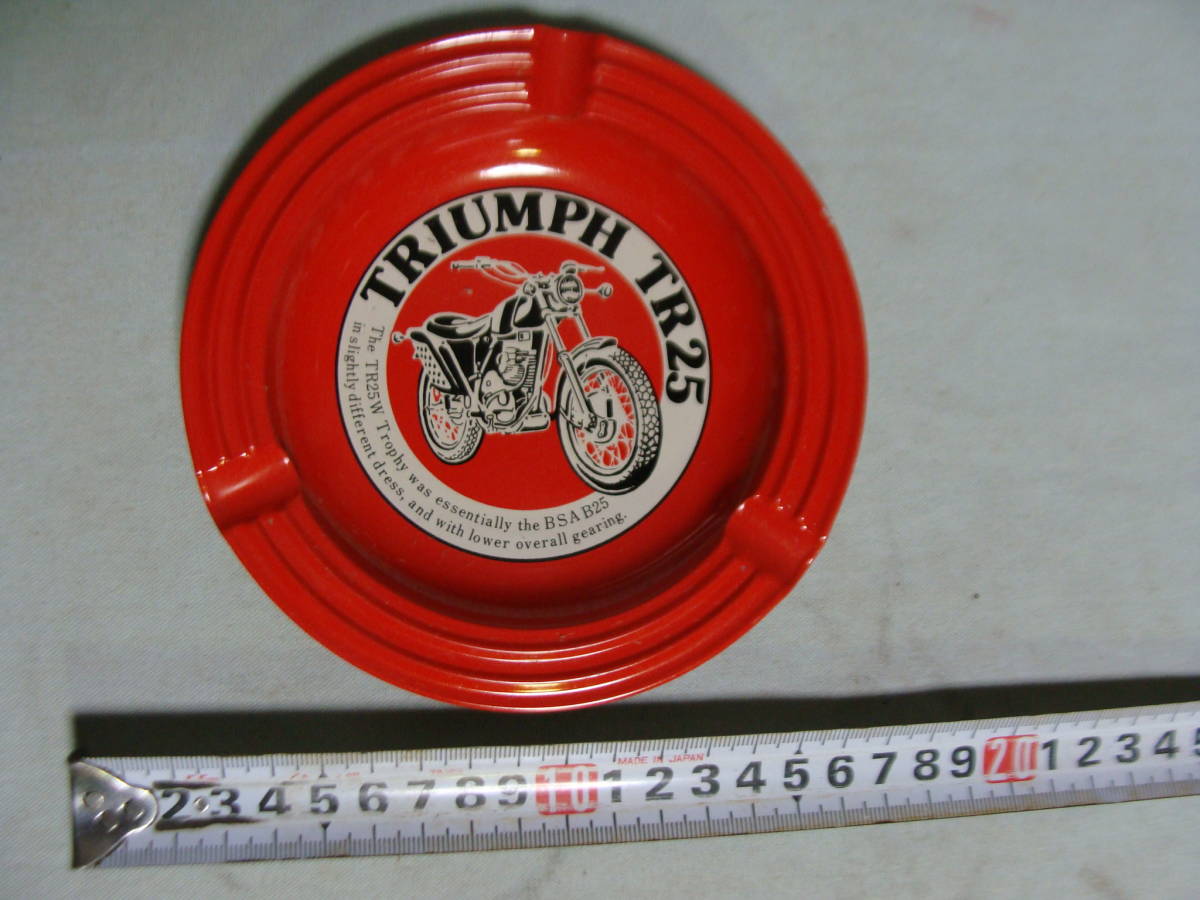 TRIUMPH TR25
The TR25W Trophy was essentially the BSA B25
in slightly different dress, and with lower overall gearing.
MADE IN JAPAN
2 3 4 5 6 7 8 9 10 1 2 3 4 5 6 7 8 9 20 1 2 3 4 5